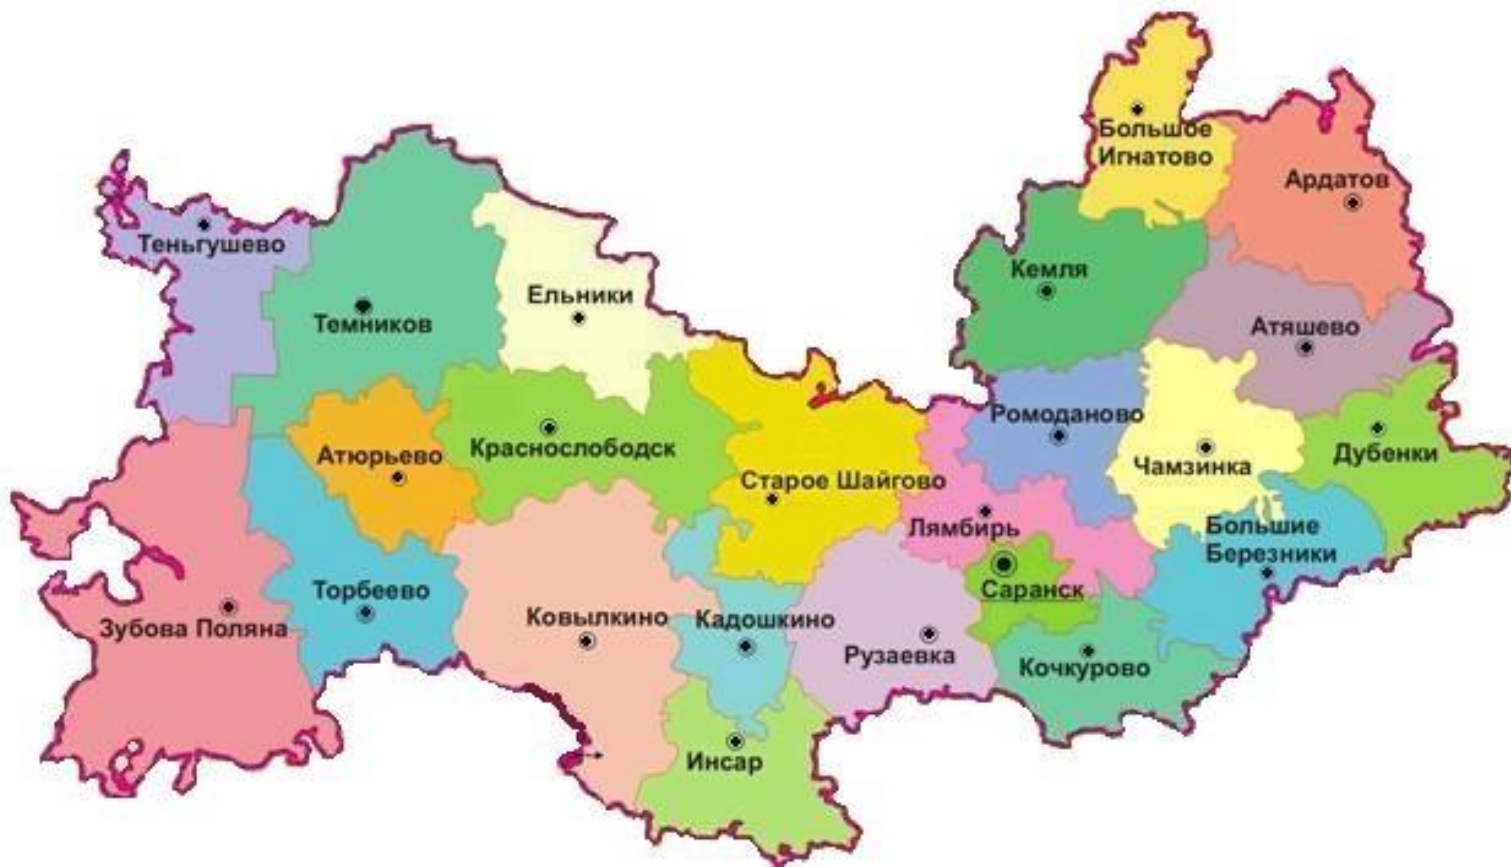 Большое
Игнатово
Ардатов
Теньгушево
Кемля
Ельники
Темников
Атяшево
Ромоданово
Краснослободск
Атюрьево
Чамзинка
Дубенки
Старое Шайгово
Лямбирь
Большие
Березники
Торбеево
Саранск
Зубова Поляна
Ковылкино
Кадошкино
Рузаевка
Кочкурово
Инсар